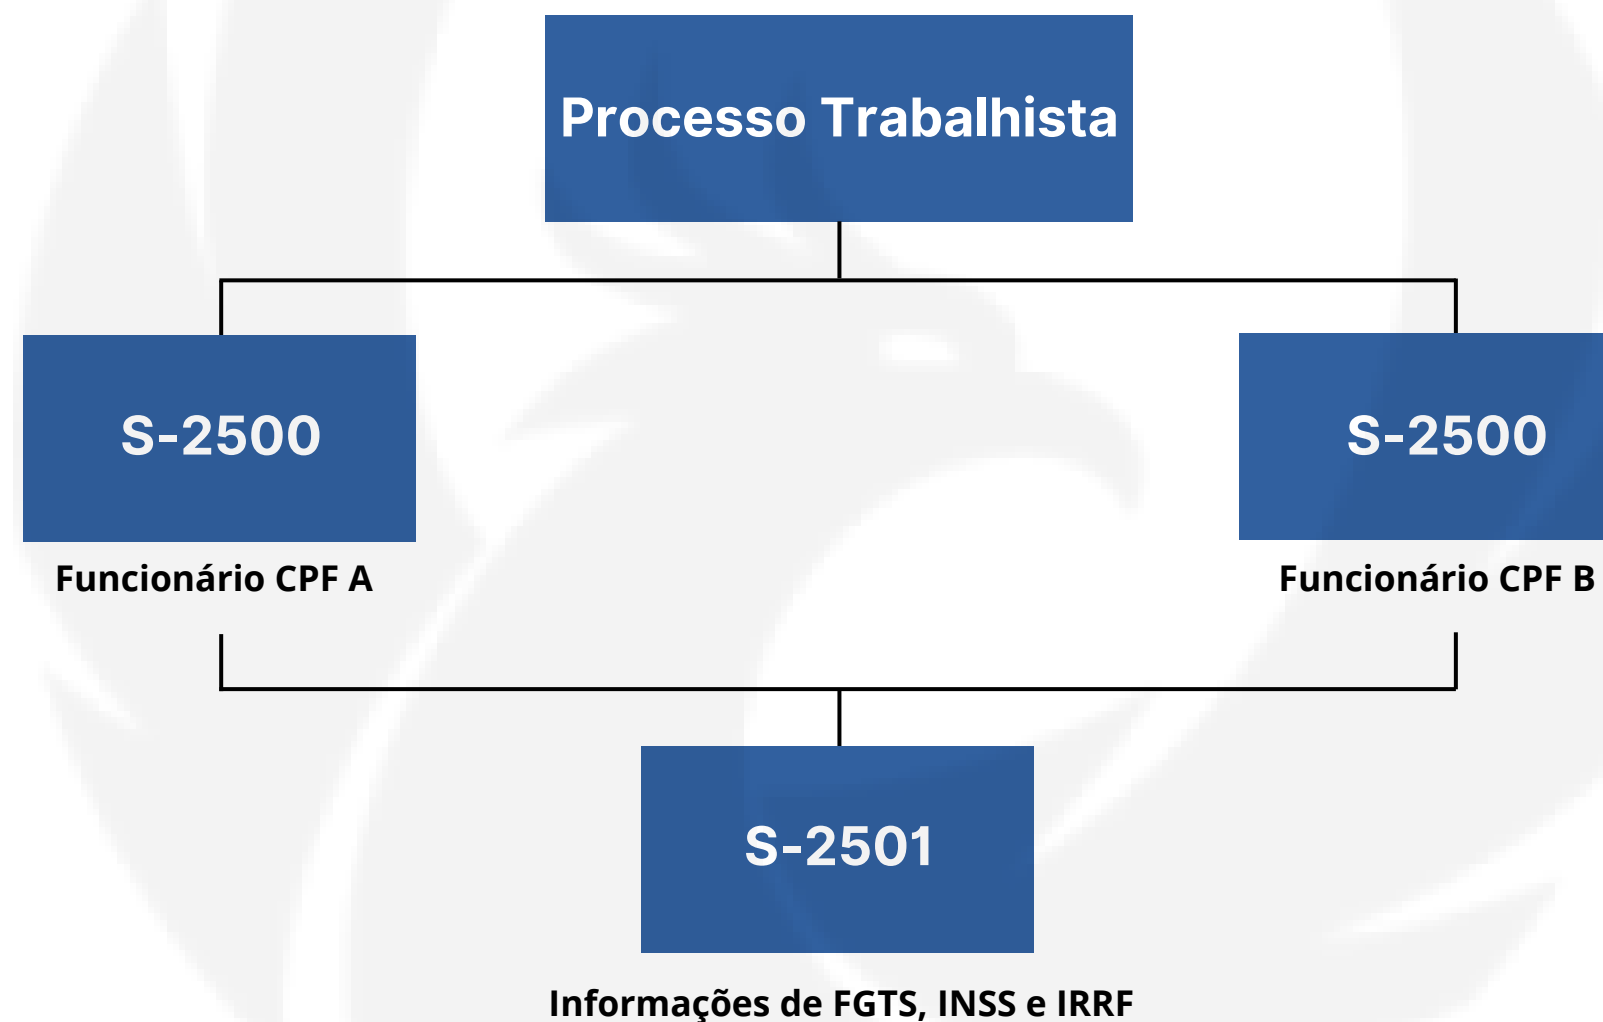 Processo Trabalhista
S-2500
S-2500
Funcionário CPF A
Funcionário CPF B
S-2501
Informações de FGTS, INSS e IRRF